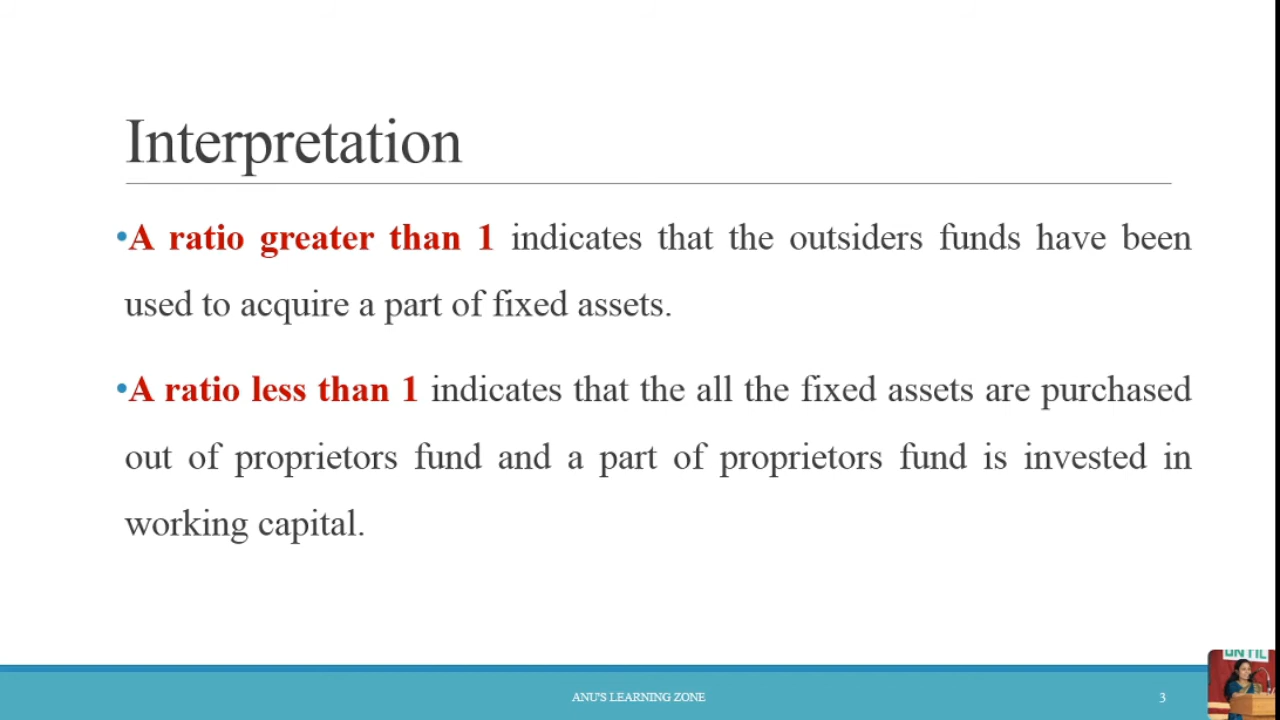 Interpretation
•A ratio greater than 1 indicates that the outsiders funds have been
used to acquire a part of fixed assets.
•A ratio less than 1 indicates that the all the fixed assets are purchased
out of proprietors fund and a part of proprietors fund is invested in
working capital.
ANU'S LEARNING ZONE
3